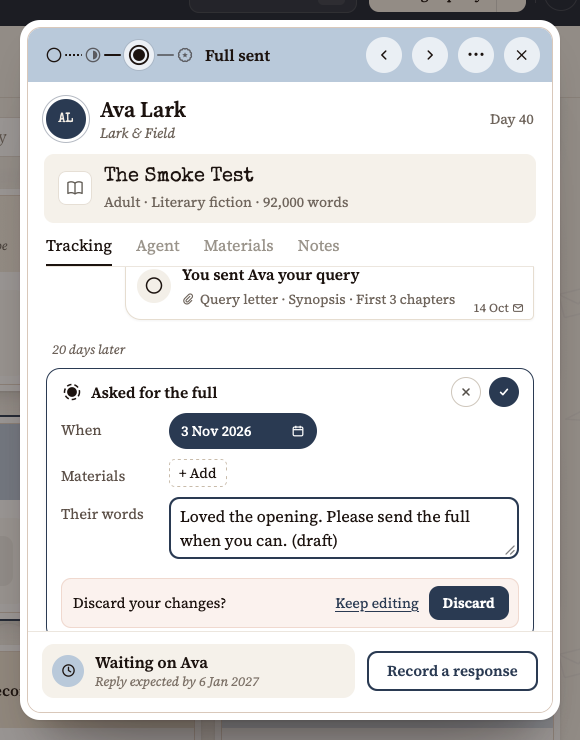 Full sent
AL
Ava Lark
Lark & Field
Day 40
The Smoke Test
Adult · Literary fiction · 92,000 words
Tracking
Agent
Materials
Notes
You sent Ava your query
Query letter · Synopsis · First 3 chapters
14 Oct
20 days later
Asked for the full
When
3 Nov 2026
Materials
+ Add
Their words
Loved the opening. Please send the full
when you can. (draft)
Discard your changes?
Keep editing
Discard
Waiting on Ava
Reply expected by 6 Jan 2027
Record a response